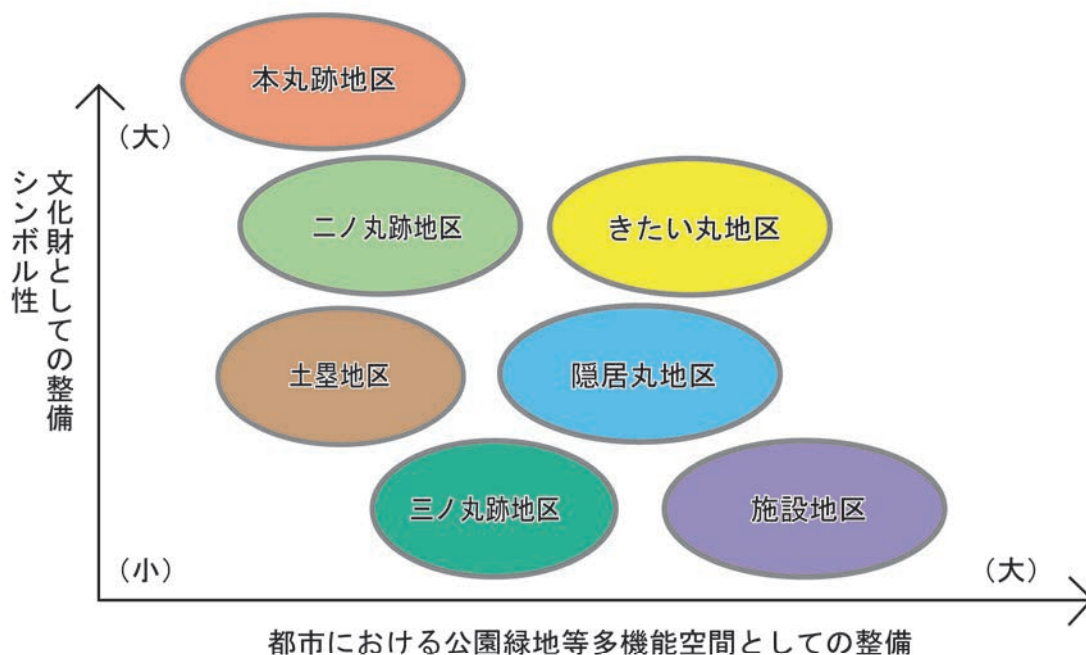 本丸跡地区
（大）
文化財としての整備
シンボル性
二ノ丸跡地区
きたい丸地区
土塁地区
隠居丸地区
三ノ丸跡地区
施設地区
（小）
（大）
都市における公園緑地等多機能空間としての整備